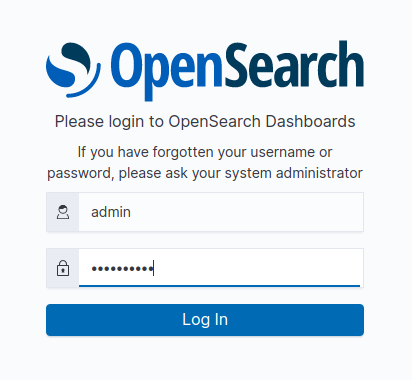 OpenSearch
Please login to OpenSearch Dashboards
If you have forgotten your username or
password, please ask your system administrator
admin
••••••••••
Log In